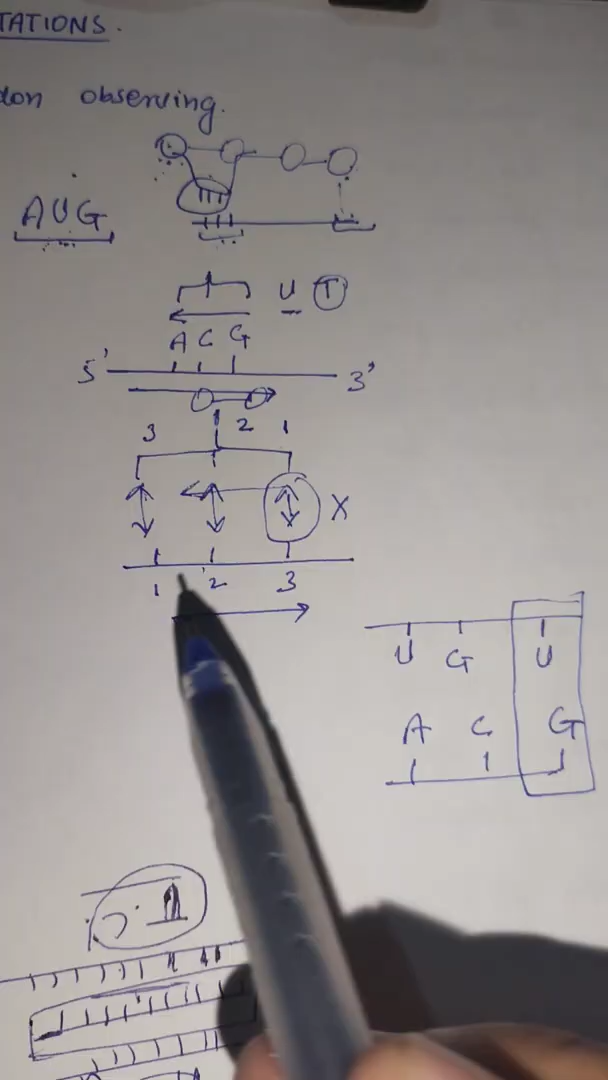 TATIONS.
don observing.
AUG
U T
A C G
5' 3'
3 2 1
X
1 2 3
U G U
A C G